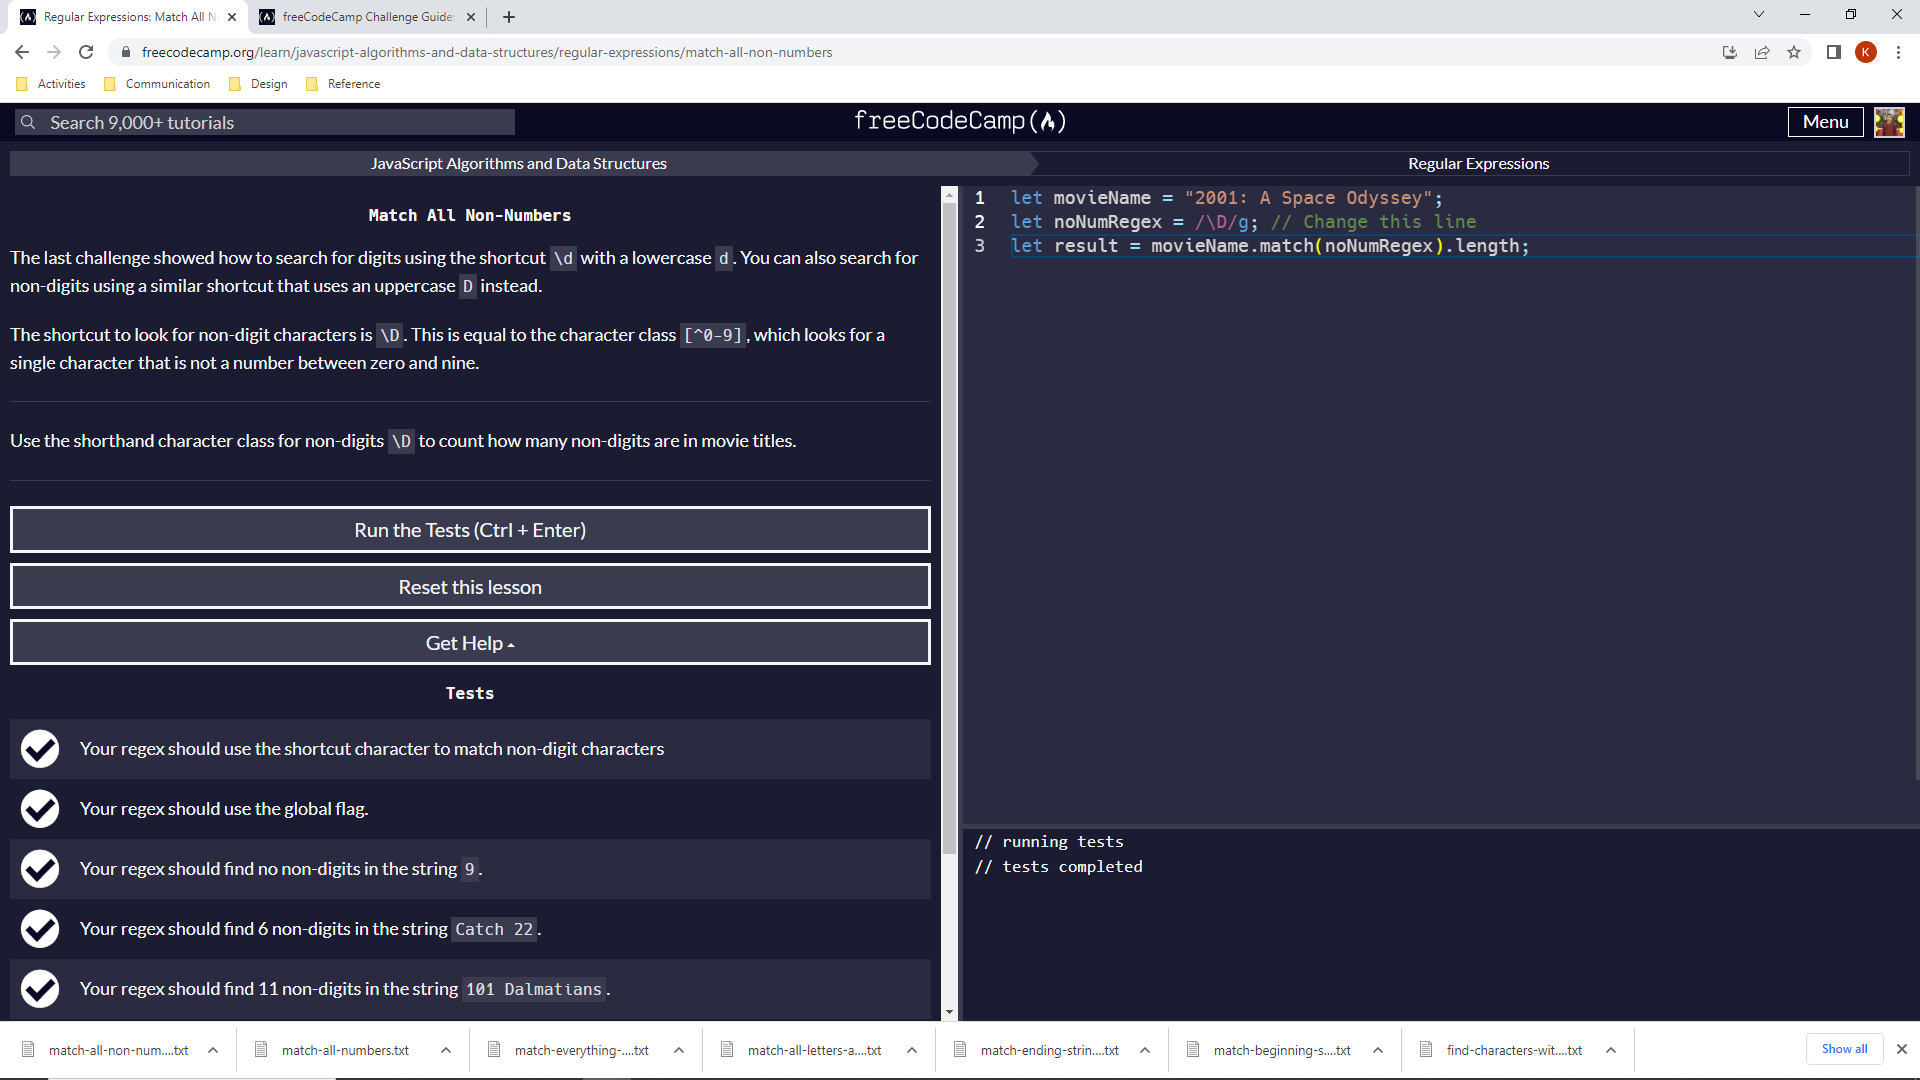 Regular Expressions: Match All N
freeCodeCamp Challenge Guide:
freecodecamp.org/learn/javascript-algorithms-and-data-structures/regular-expressions/match-all-non-numbers
K
Activities
Communication
Design
Reference
Search 9,000+ tutorials
freeCodeCamp
Menu
JavaScript Algorithms and Data Structures
Regular Expressions
Match All Non-Numbers
The last challenge showed how to search for digits using the shortcut \d with a lowercase d. You can also search for
non-digits using a similar shortcut that uses an uppercase D instead.
The shortcut to look for non-digit characters is \D. This is equal to the character class [^0-9], which looks for a
single character that is not a number between zero and nine.
Use the shorthand character class for non-digits \D to count how many non-digits are in movie titles.
Run the Tests (Ctrl + Enter)
Reset this lesson
Get Help
Tests
Your regex should use the shortcut character to match non-digit characters
Your regex should use the global flag.
Your regex should find no non-digits in the string 9.
Your regex should find 6 non-digits in the string Catch 22.
Your regex should find 11 non-digits in the string 101 Dalmatians.
1 let movieName = "2001: A Space Odyssey";
2 let noNumRegex = /\D/g; // Change this line
3 let result = movieName.match(noNumRegex).length;
// running tests
// tests completed
match-all-non-num....txt
match-all-numbers.txt
match-everything-....txt
match-all-letters-a....txt
match-ending-strin....txt
match-beginning-s....txt
find-characters-wit....txt
Show all